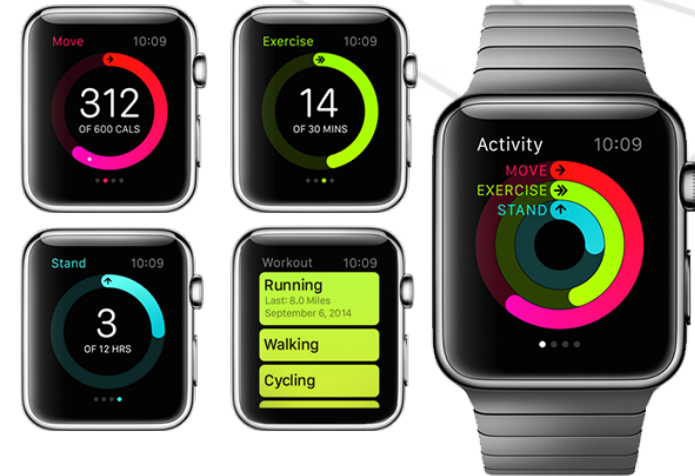 Move 10:09
312
OF 600 CALS
Exercise 10:09
14
OF 30 MINS
Activity 10:09
MOVE
EXERCISE
STAND
Stand 10:09
3
OF 12 HRS
Workout 10:09
Running
Last: 8.0 Miles
September 6, 2014
Walking
Cycling